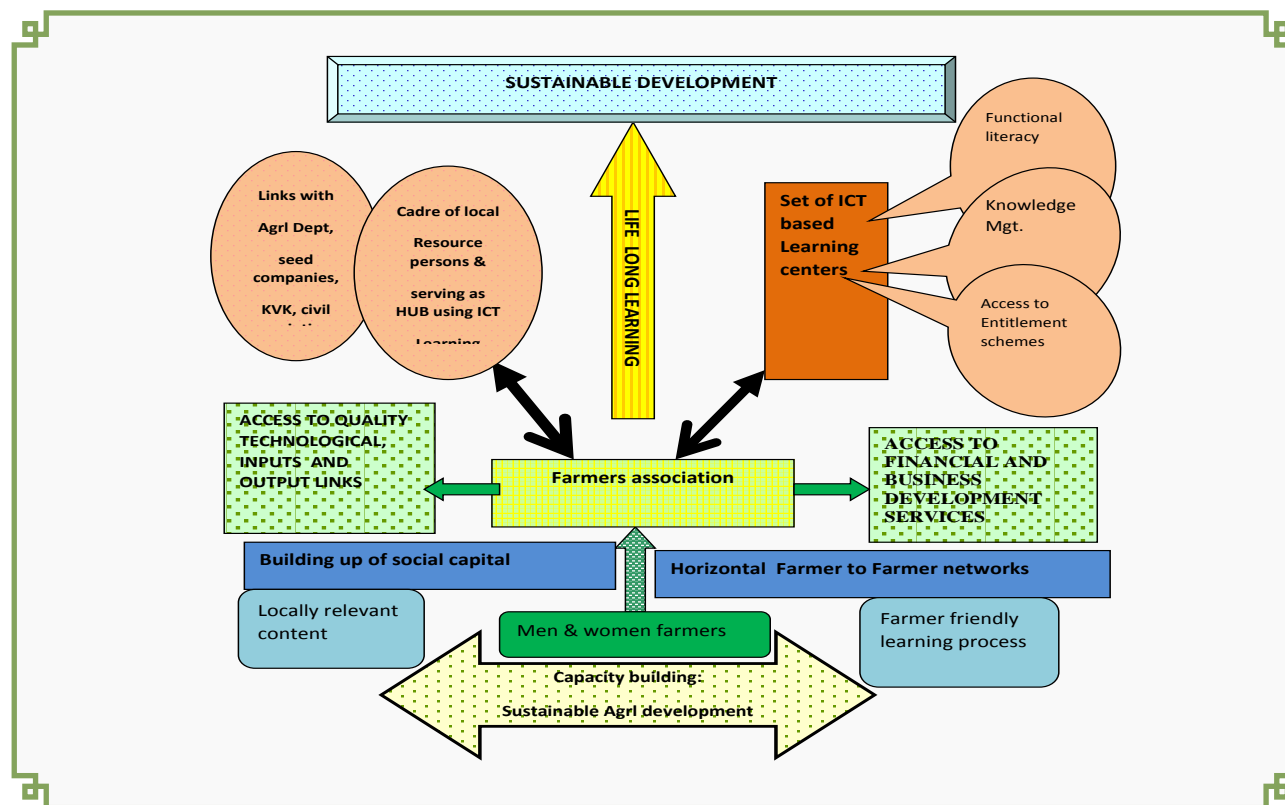 SUSTAINABLE DEVELOPMENT
Functional
literacy
Links with
Agrl Dept,
seed
companies,
KVK, civil
Cadre of local
Resource
persons &
serving as
HUB using ICT
Learning
LIFE LONG LEARNING
Set of ICT
based
Learning
centers
Knowledge
Mgt.
Access to
Entitlement
schemes
ACCESS TO QUALITY
TECHNOLOGICAL,
INPUTS AND
OUTPUT LINKS
Farmers association
ACCESS TO
FINANCIAL AND
BUSINESS
DEVELOPMENT
SERVICES
Building up of social capital
Horizontal Farmer to Farmer networks
Locally relevant
content
Men & women farmers
Farmer friendly
learning process
Capacity building:
Sustainable Agrl development